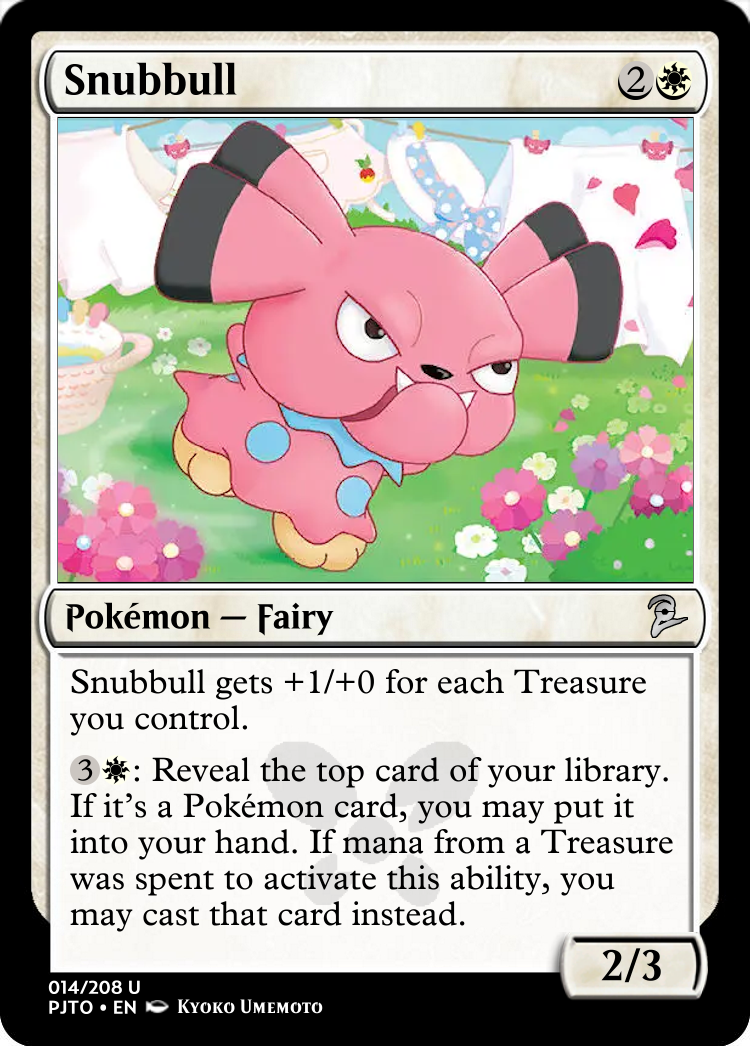 Snubbull 2
Pokémon — Fairy
Snubbull gets +1/+0 for each Treasure
you control.
3: Reveal the top card of your library.
If it's a Pokémon card, you may put it
into your hand. If mana from a Treasure
was spent to activate this ability, you
may cast that card instead.
2/3
014/208 U
PJTO • EN Kyoko Umemoto